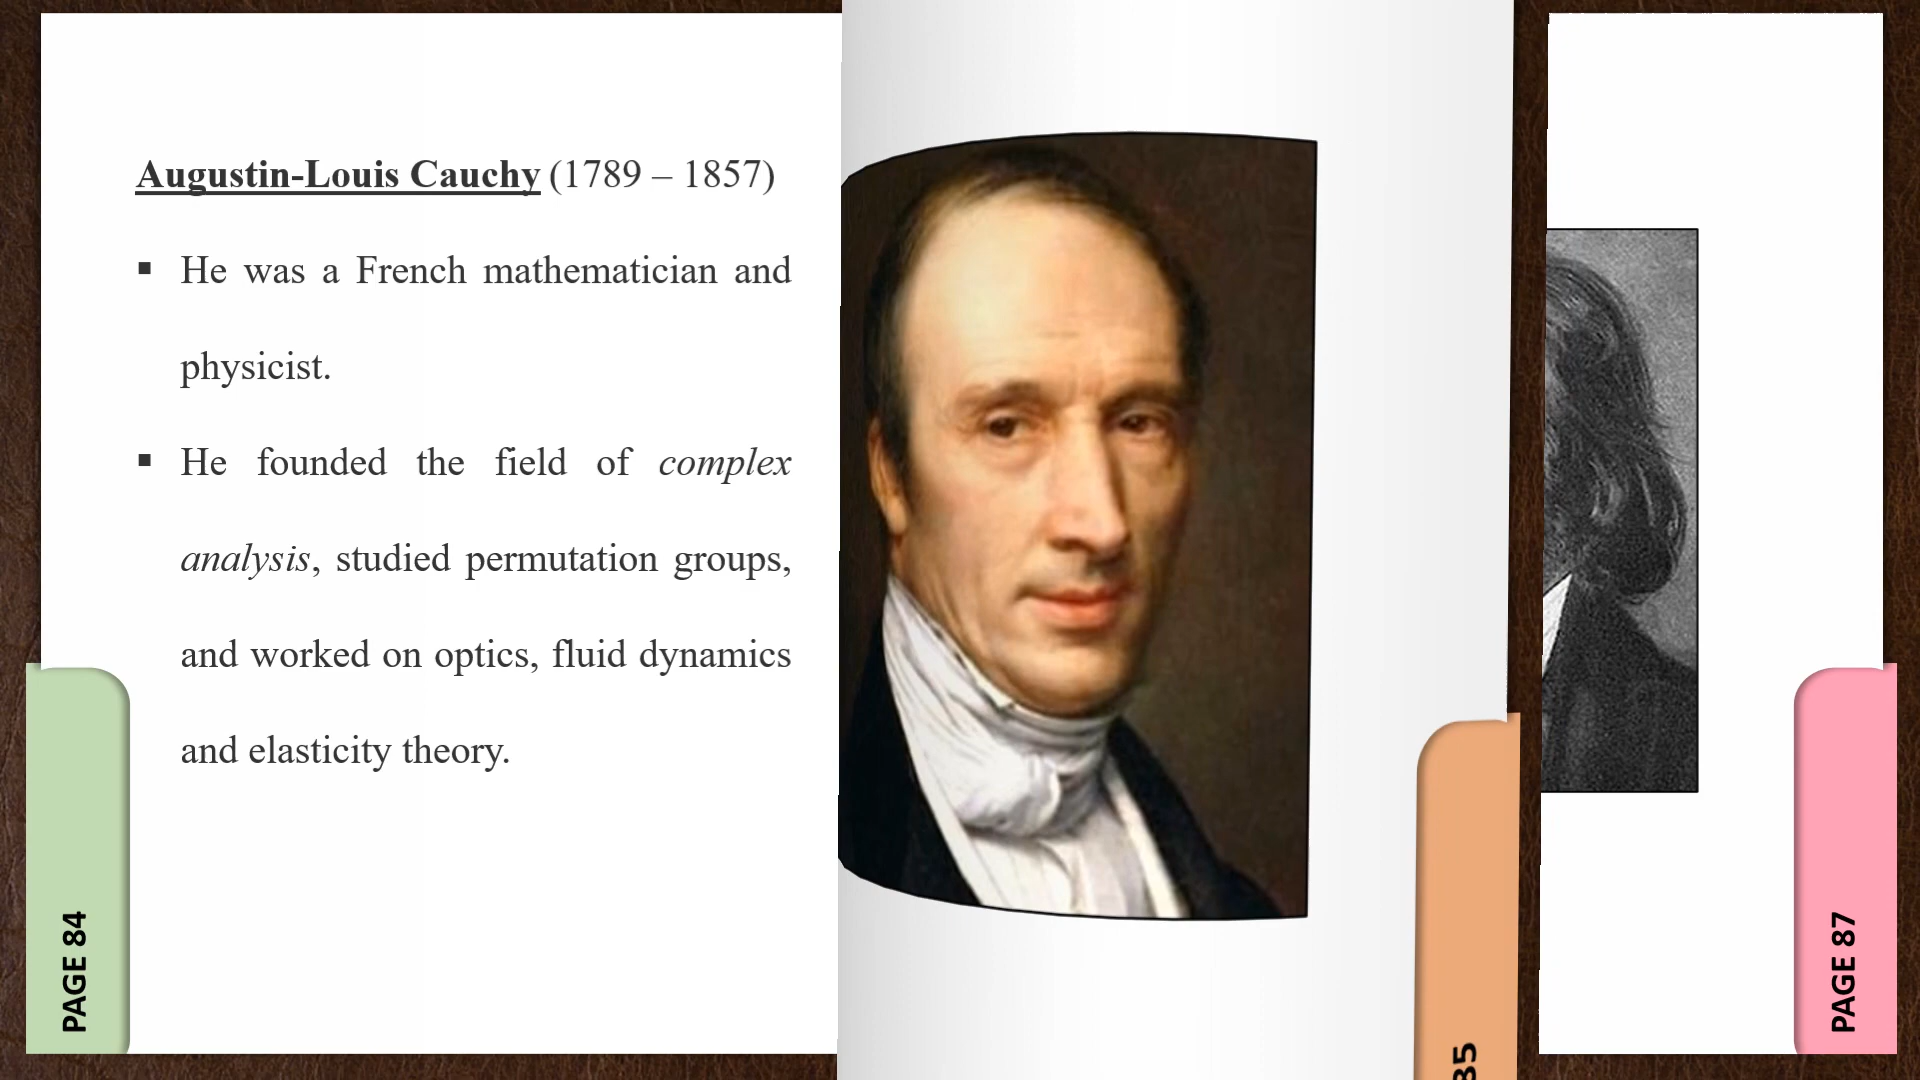 Augustin-Louis Cauchy (1789 – 1857)
▪ He was a French mathematician and
physicist.
▪ He founded the field of complex
analysis, studied permutation groups,
and worked on optics, fluid dynamics
and elasticity theory.
PAGE 84
85
PAGE 87